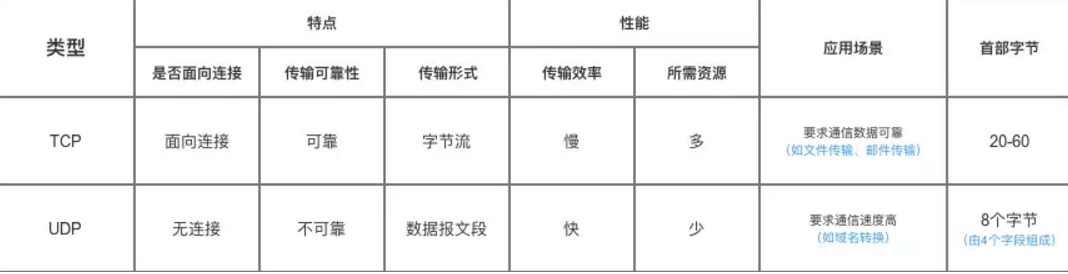 类型
特点
性能
应用场景
首部字节
是否面向连接
传输可靠性
传输形式
传输效率
所需资源
TCP
面向连接
可靠
字节流
慢
多
要求通信数据可靠
（如文件传输、邮件传输）
20-60
UDP
无连接
不可靠
数据报文段
快
少
要求通信速度高
（如域名转换）
8个字节
（由4个字段组成）